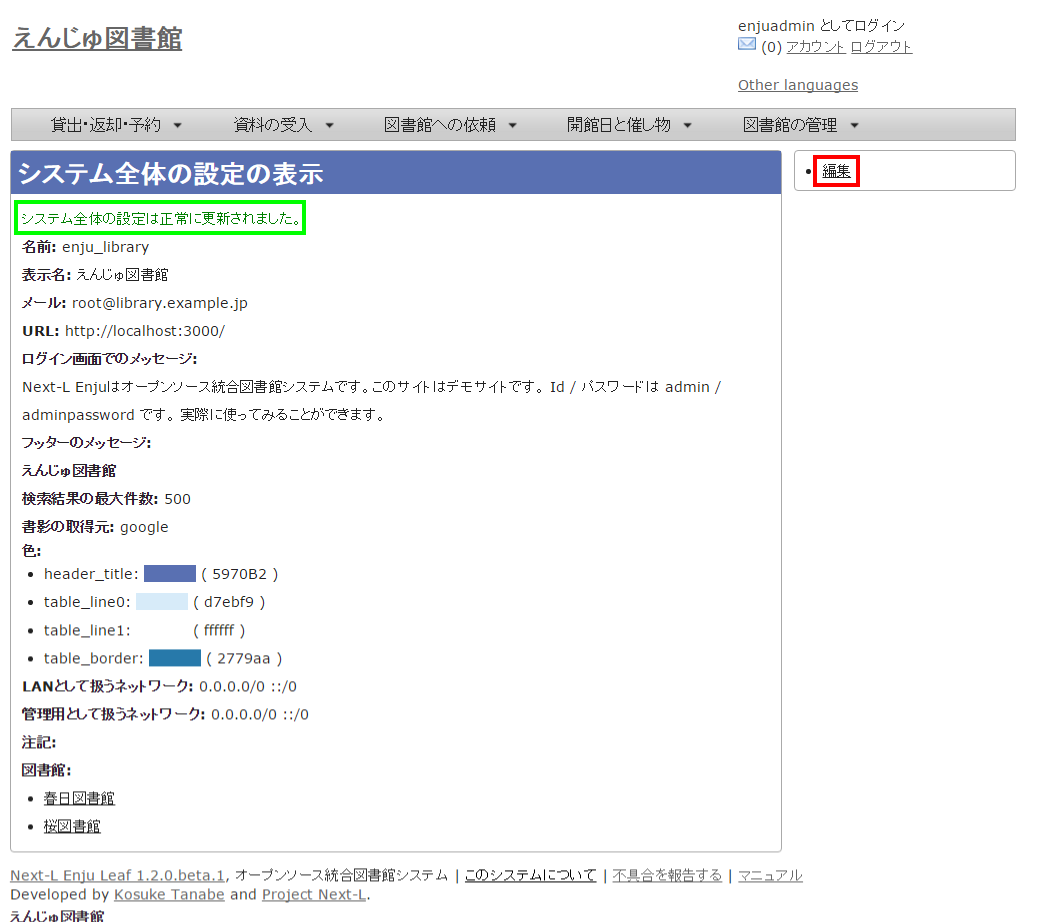 えんじゅ図書館
enjuadmin としてログイン
(0) アカウント ログアウト
Other languages
貸出・返却・予約 ▼ 資料の受入 ▼ 図書館への依頼 ▼ 開館日と催し物 ▼ 図書館の管理 ▼
システム全体の設定の表示
• 編集
システム全体の設定は正常に更新されました。
名前: enju_library
表示名: えんじゅ図書館
メール: root@library.example.jp
URL: http://localhost:3000/
ログイン画面でのメッセージ:
Next-L Enjuはオープンソース統合図書館システムです。このサイトはデモサイトです。 Id / パスワードは admin /
adminpassword です。 実際に使ってみることができます。
フッターのメッセージ:
えんじゅ図書館
検索結果の最大件数: 500
書影の取得元: google
色:
• header_title: ( 5970B2 )
• table_line0: ( d7ebf9 )
• table_line1: ( ffffff )
• table_border: ( 2779aa )
LANとして扱うネットワーク: 0.0.0.0/0 ::/0
管理用として扱うネットワーク: 0.0.0.0/0 ::/0
注記:
図書館:
• 春日図書館
• 桜図書館
Next-L Enju Leaf 1.2.0.beta.1, オープンソース統合図書館システム | このシステムについて | 不具合を報告する | マニュアル
Developed by Kosuke Tanabe and Project Next-L.
えんじゅ図書館